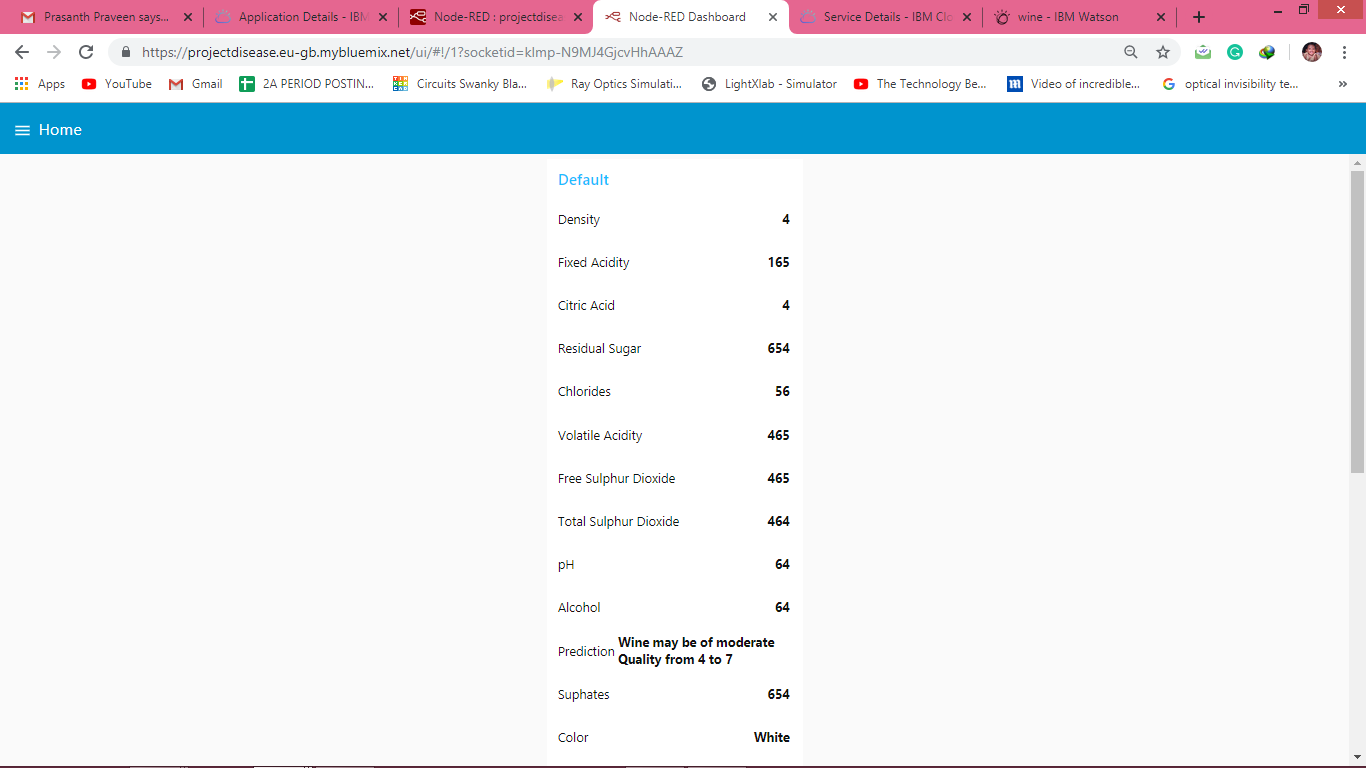 Prasanth Praveen says...
Application Details - IBM
Node-RED : projectdisea
Node-RED Dashboard
Service Details - IBM Clo
wine - IBM Watson
https://projectdisease.eu-gb.mybluemix.net/ui/#!/1?socketid=kImp-N9MJ4GjcvHhAAAZ
Apps
YouTube
Gmail
2A PERIOD POSTIN...
Circuits Swanky Bla...
Ray Optics Simulati...
LightXlab - Simulator
The Technology Be...
Video of incredible...
optical invisibility te...
»
Home
Default
Density 4
Fixed Acidity 165
Citric Acid 4
Residual Sugar 654
Chlorides 56
Volatile Acidity 465
Free Sulphur Dioxide 465
Total Sulphur Dioxide 464
pH 64
Alcohol 64
Prediction Wine may be of moderate
Quality from 4 to 7
Suphates 654
Color White